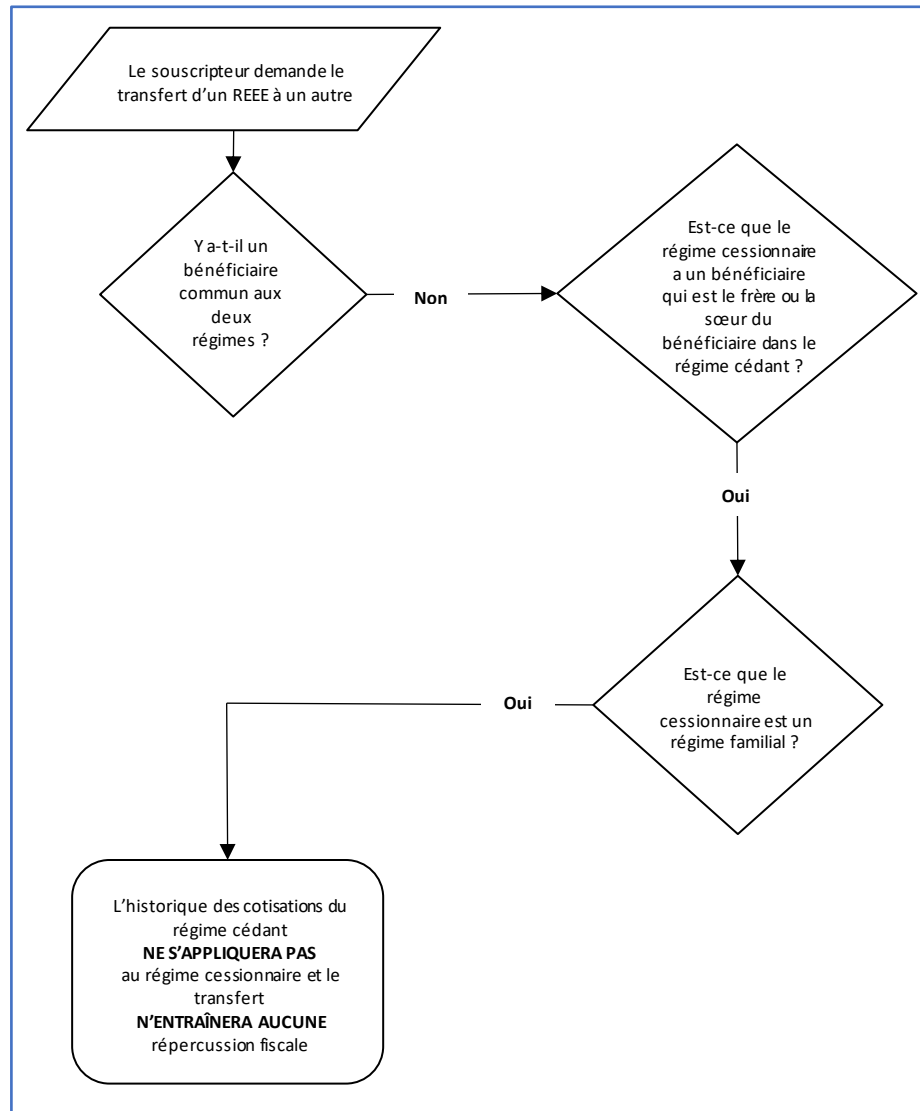 Le souscripteur demande le
transfert d'un REEE à un autre
Y a-t-il un
bénéficiaire
commun aux
deux
régimes ?
Non
Est-ce que le
régime cessionnaire
a un bénéficiaire
qui est le frère ou la
sœur du
bénéficiaire dans le
régime cédant ?
Oui
Est-ce que le
régime
cessionnaire est un
régime familial ?
Oui
L'historique des cotisations du
régime cédant
NE S'APPLIQUERA PAS
au régime cessionnaire et le
transfert
N'ENTRAÎNERA AUCUNE
répercussion fiscale